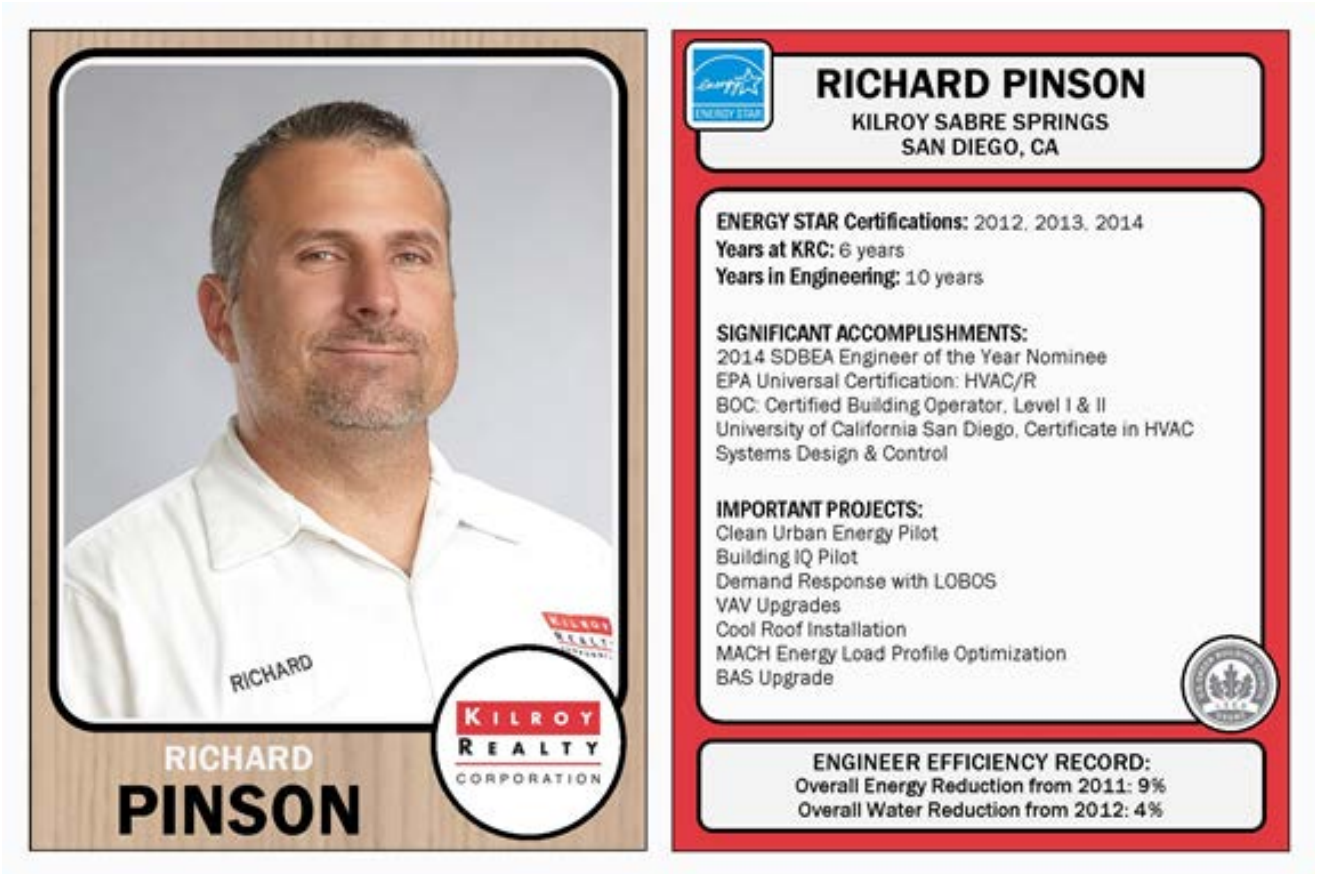 RICHARD
KILROY
REALTY
RICHARD
PINSON
KILROY
REALTY
CORPORATION
energy
ENERGY STAR
RICHARD PINSON
KILROY SABRE SPRINGS
SAN DIEGO, CA
ENERGY STAR Certifications: 2012, 2013, 2014
Years at KRC: 6 years
Years in Engineering: 10 years
SIGNIFICANT ACCOMPLISHMENTS:
2014 SDBEA Engineer of the Year Nominee
EPA Universal Certification: HVAC/R
BOC: Certified Building Operator, Level I & II
University of California San Diego, Certificate in HVAC
Systems Design & Control
IMPORTANT PROJECTS:
Clean Urban Energy Pilot
Building IQ Pilot
Demand Response with LOBOS
VAV Upgrades
Cool Roof Installation
MACH Energy Load Profile Optimization
BAS Upgrade
ENGINEER EFFICIENCY RECORD:
Overall Energy Reduction from 2011: 9%
Overall Water Reduction from 2012: 4%